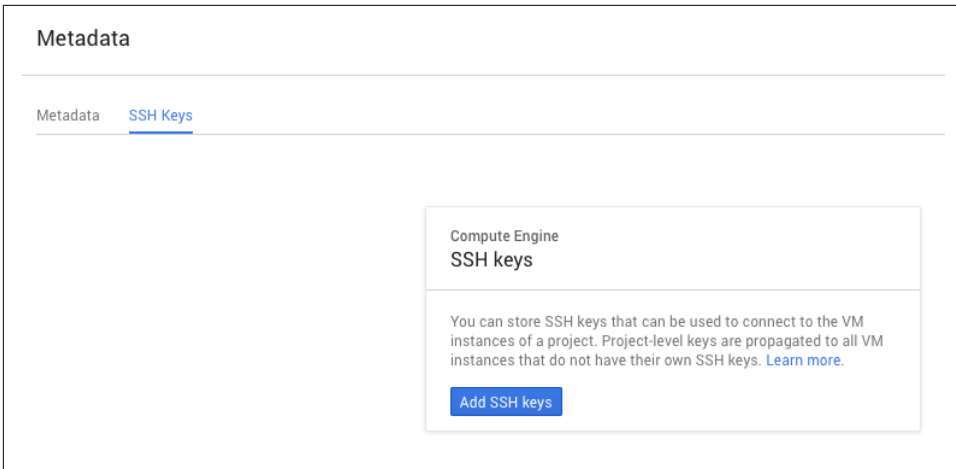 Metadata
Metadata SSH Keys
Compute Engine
SSH keys
You can store SSH keys that can be used to connect to the VM
instances of a project. Project-level keys are propagated to all VM
instances that do not have their own SSH keys. Learn more.
Add SSH keys